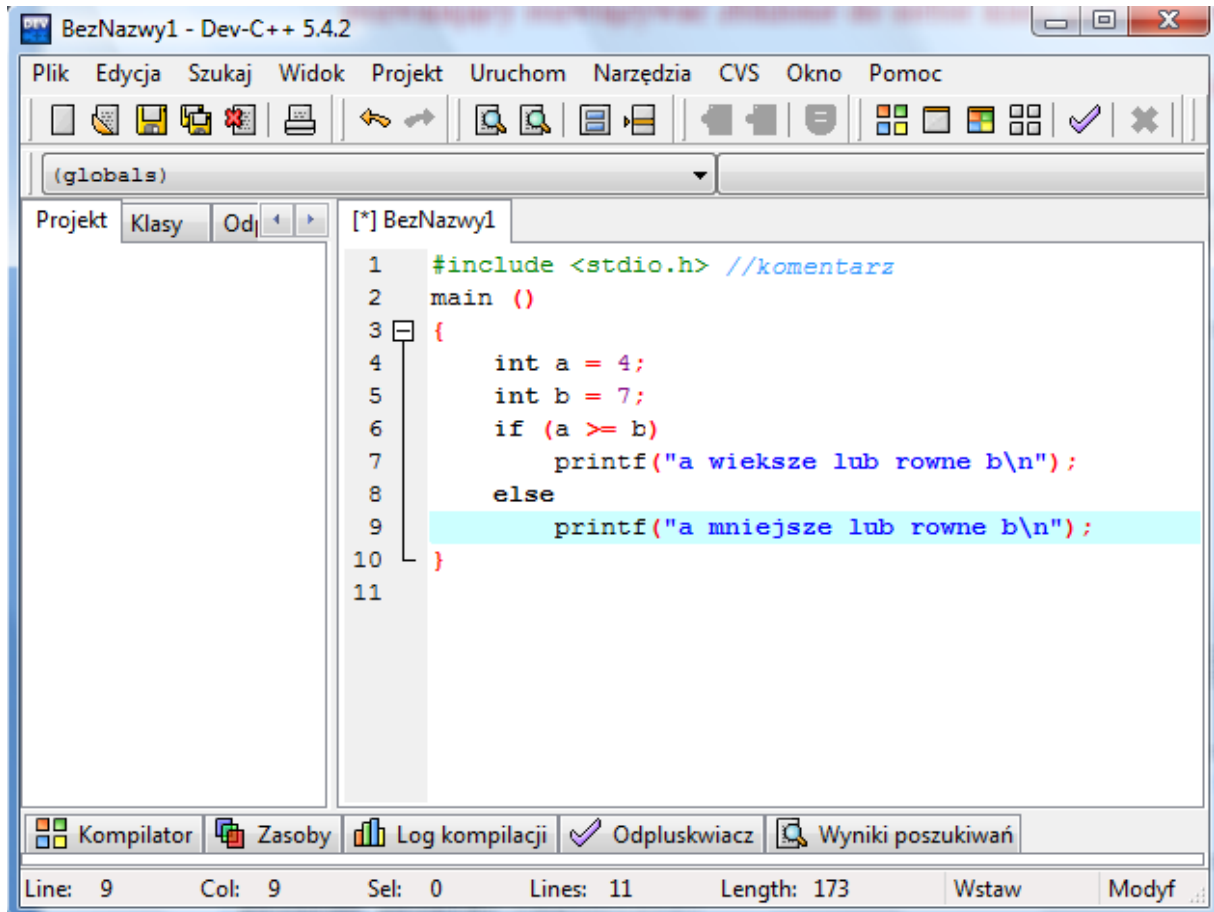 BezNazwy1 - Dev-C++ 5.4.2
Plik Edycja Szukaj Widok Projekt Uruchom Narzędzia CVS Okno Pomoc
(globals)
Projekt Klasy [*] BezNazwy1
1 #include <stdio.h> //komentarz
2 main ()
3 {
4 int a = 4;
5 int b = 7;
6 if (a >= b)
7 printf("a wieksze lub rowne b\n");
8 else
9 printf("a mniejsze lub rowne b\n");
10 }
11
Kompilator Zasoby Log kompilacji Odpluskwiacz Wyniki poszukiwań
Line: 9 Col: 9 Sel: 0 Lines: 11 Length: 173 Wstaw Modyf